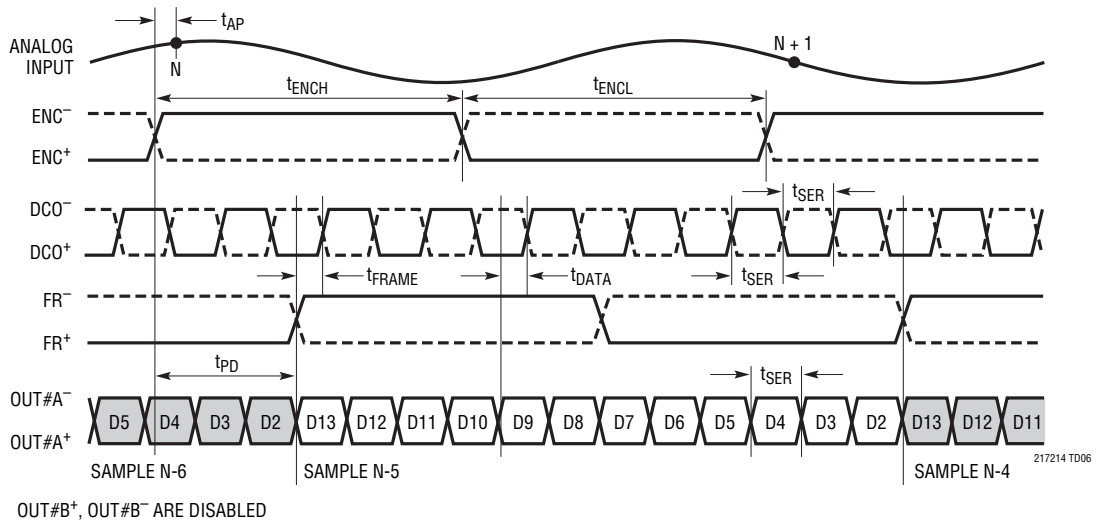 tAP
ANALOG
INPUT
N
N + 1
tENCH
tENCL
ENC–
ENC+
DCO–
DCO+
tSER
tFRAME
tDATA
tSER
FR–
FR+
tPD
tSER
OUT#A–
OUT#A+
D5 D4 D3 D2 D13 D12 D11 D10 D9 D8 D7 D6 D5 D4 D3 D2 D13 D12 D11
SAMPLE N-6
SAMPLE N-5
SAMPLE N-4
217214 TD06
OUT#B+, OUT#B– ARE DISABLED